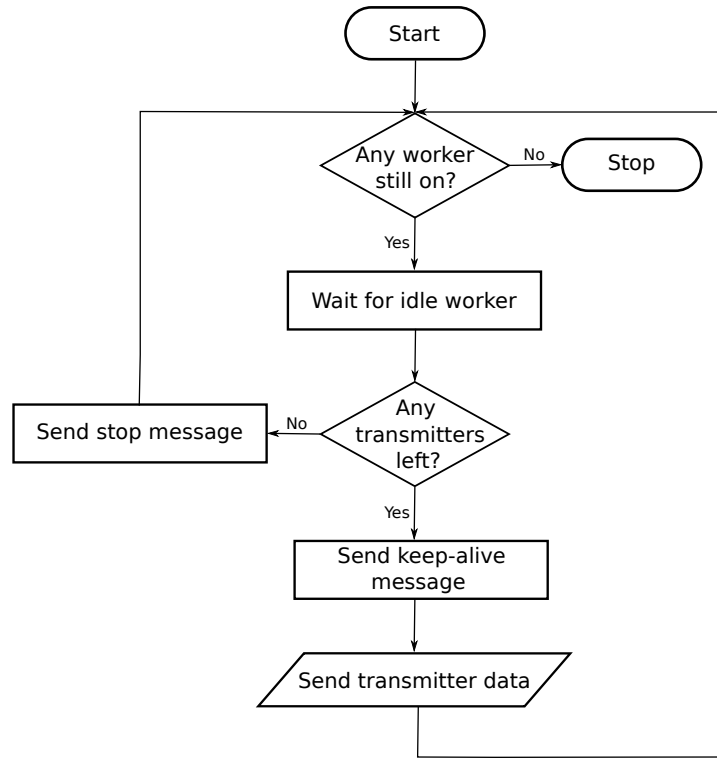 Start
Any worker
still on?
No
Stop
Yes
Wait for idle worker
Any
transmitters
left?
No
Send stop message
Yes
Send keep-alive
message
Send transmitter data